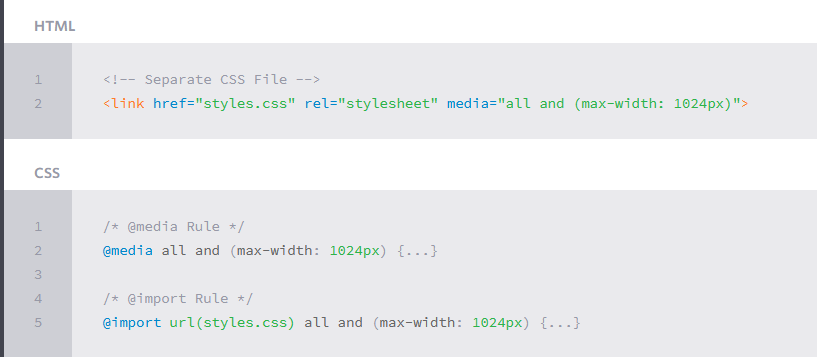 HTML
1 <!-- Separate CSS File -->
2 <link href="styles.css" rel="stylesheet" media="all and (max-width: 1024px)">
CSS
1 /* @media Rule */
2 @media all and (max-width: 1024px) {...}
3
4 /* @import Rule */
5 @import url(styles.css) all and (max-width: 1024px) {...}